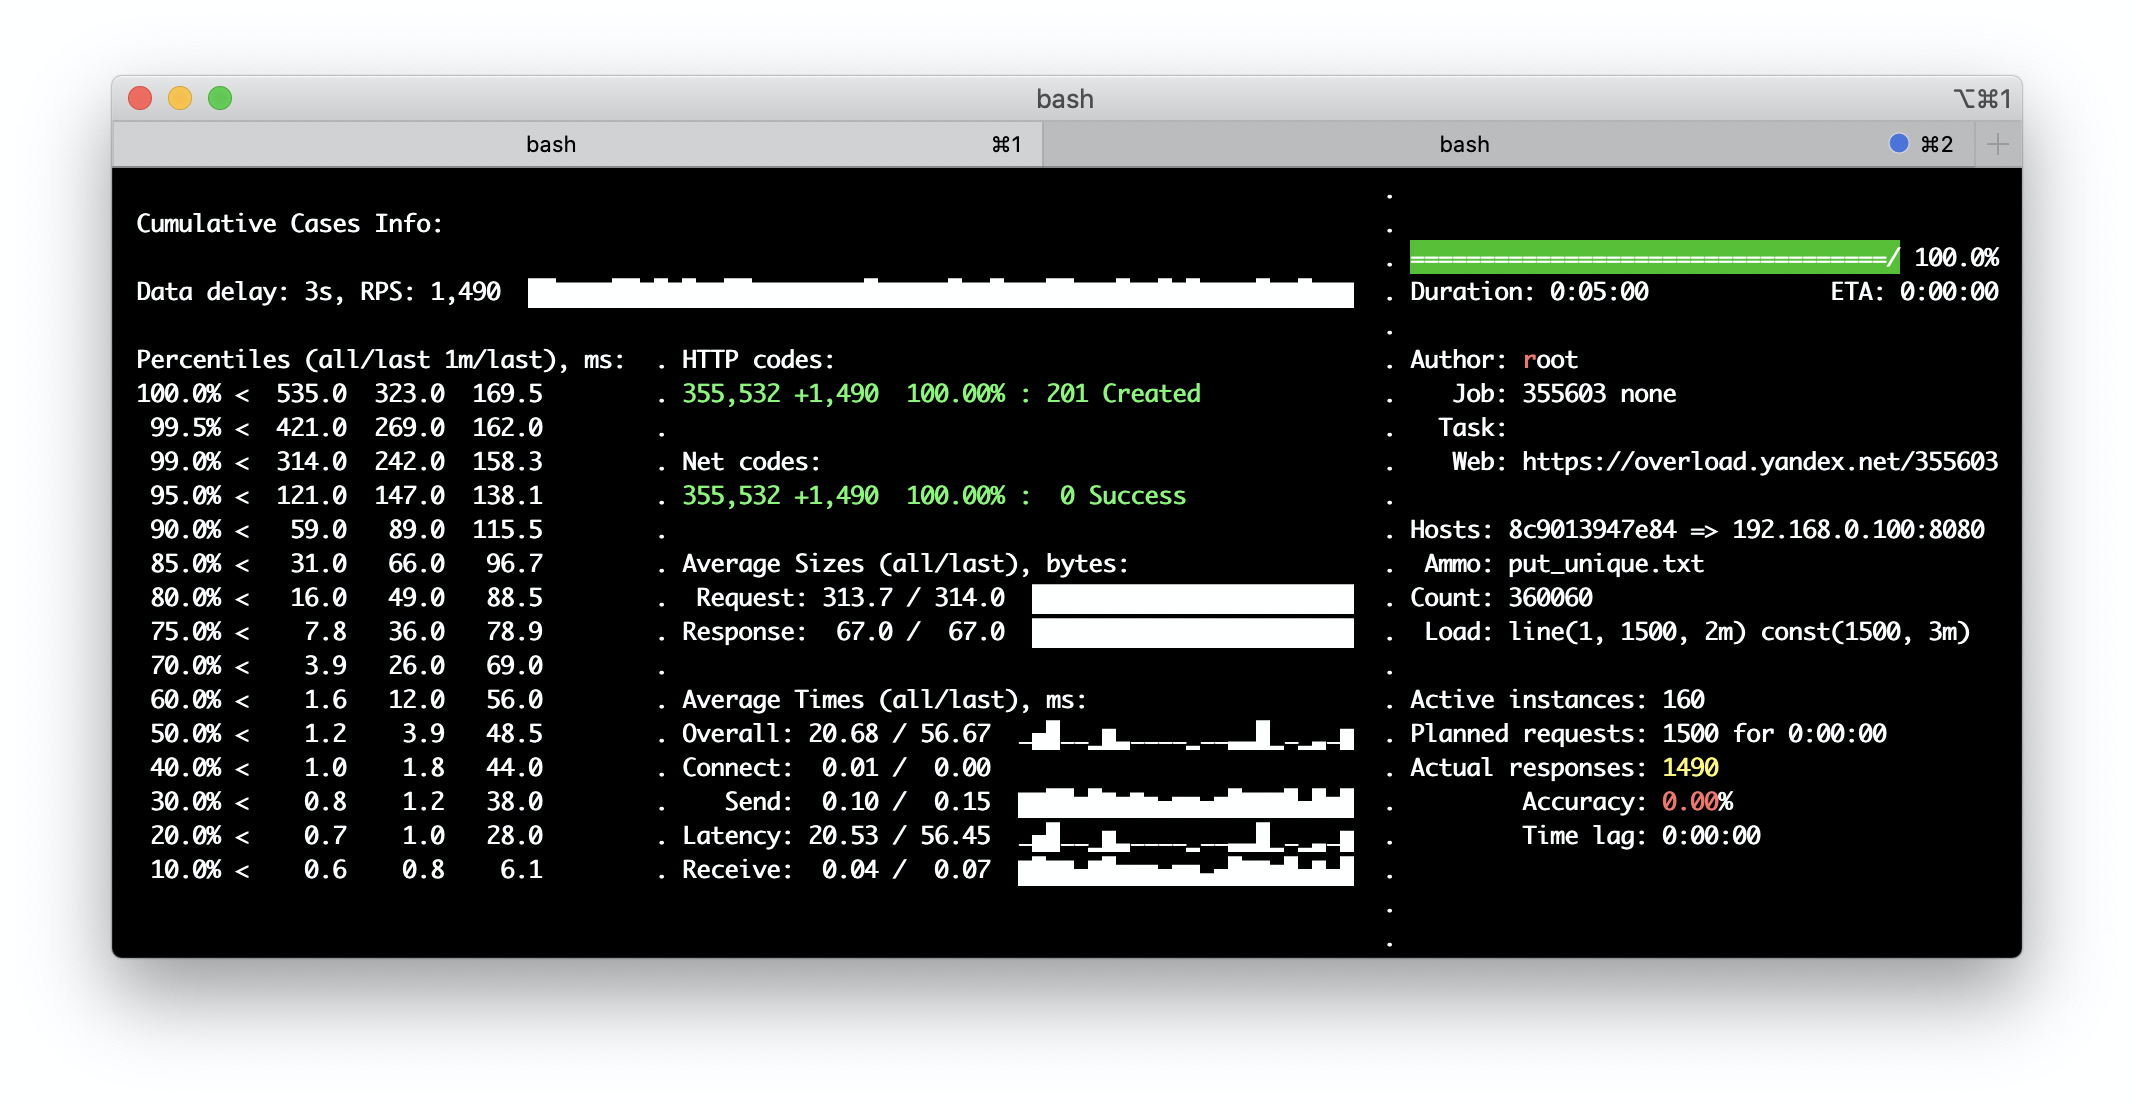 bash ⌥⌘1
bash ⌘1 bash ⌘2 +
Cumulative Cases Info:
Data delay: 3s, RPS: 1,490
Percentiles (all/last 1m/last), ms:
100.0% < 535.0 323.0 169.5
99.5% < 421.0 269.0 162.0
99.0% < 314.0 242.0 158.3
95.0% < 121.0 147.0 138.1
90.0% < 59.0 89.0 115.5
85.0% < 31.0 66.0 96.7
80.0% < 16.0 49.0 88.5
75.0% < 7.8 36.0 78.9
70.0% < 3.9 26.0 69.0
60.0% < 1.6 12.0 56.0
50.0% < 1.2 3.9 48.5
40.0% < 1.0 1.8 44.0
30.0% < 0.8 1.2 38.0
20.0% < 0.7 1.0 28.0
10.0% < 0.6 0.8 6.1
. HTTP codes:
. 355,532 +1,490 100.00% : 201 Created
.
. Net codes:
. 355,532 +1,490 100.00% : 0 Success
.
. Average Sizes (all/last), bytes:
. Request: 313.7 / 314.0
. Response: 67.0 / 67.0
.
. Average Times (all/last), ms:
. Overall: 20.68 / 56.67
. Connect: 0.01 / 0.00
. Send: 0.10 / 0.15
. Latency: 20.53 / 56.45
. Receive: 0.04 / 0.07
.
.
. ==================================/ 100.0%
. Duration: 0:05:00 ETA: 0:00:00
.
. Author: root
. Job: 355603 none
. Task:
. Web: https://overload.yandex.net/355603
.
. Hosts: 8c9013947e84 => 192.168.0.100:8080
. Ammo: put_unique.txt
. Count: 360060
. Load: line(1, 1500, 2m) const(1500, 3m)
.
. Active instances: 160
. Planned requests: 1500 for 0:00:00
. Actual responses: 1490
. Accuracy: 0.00%
. Time lag: 0:00:00
.
.
.